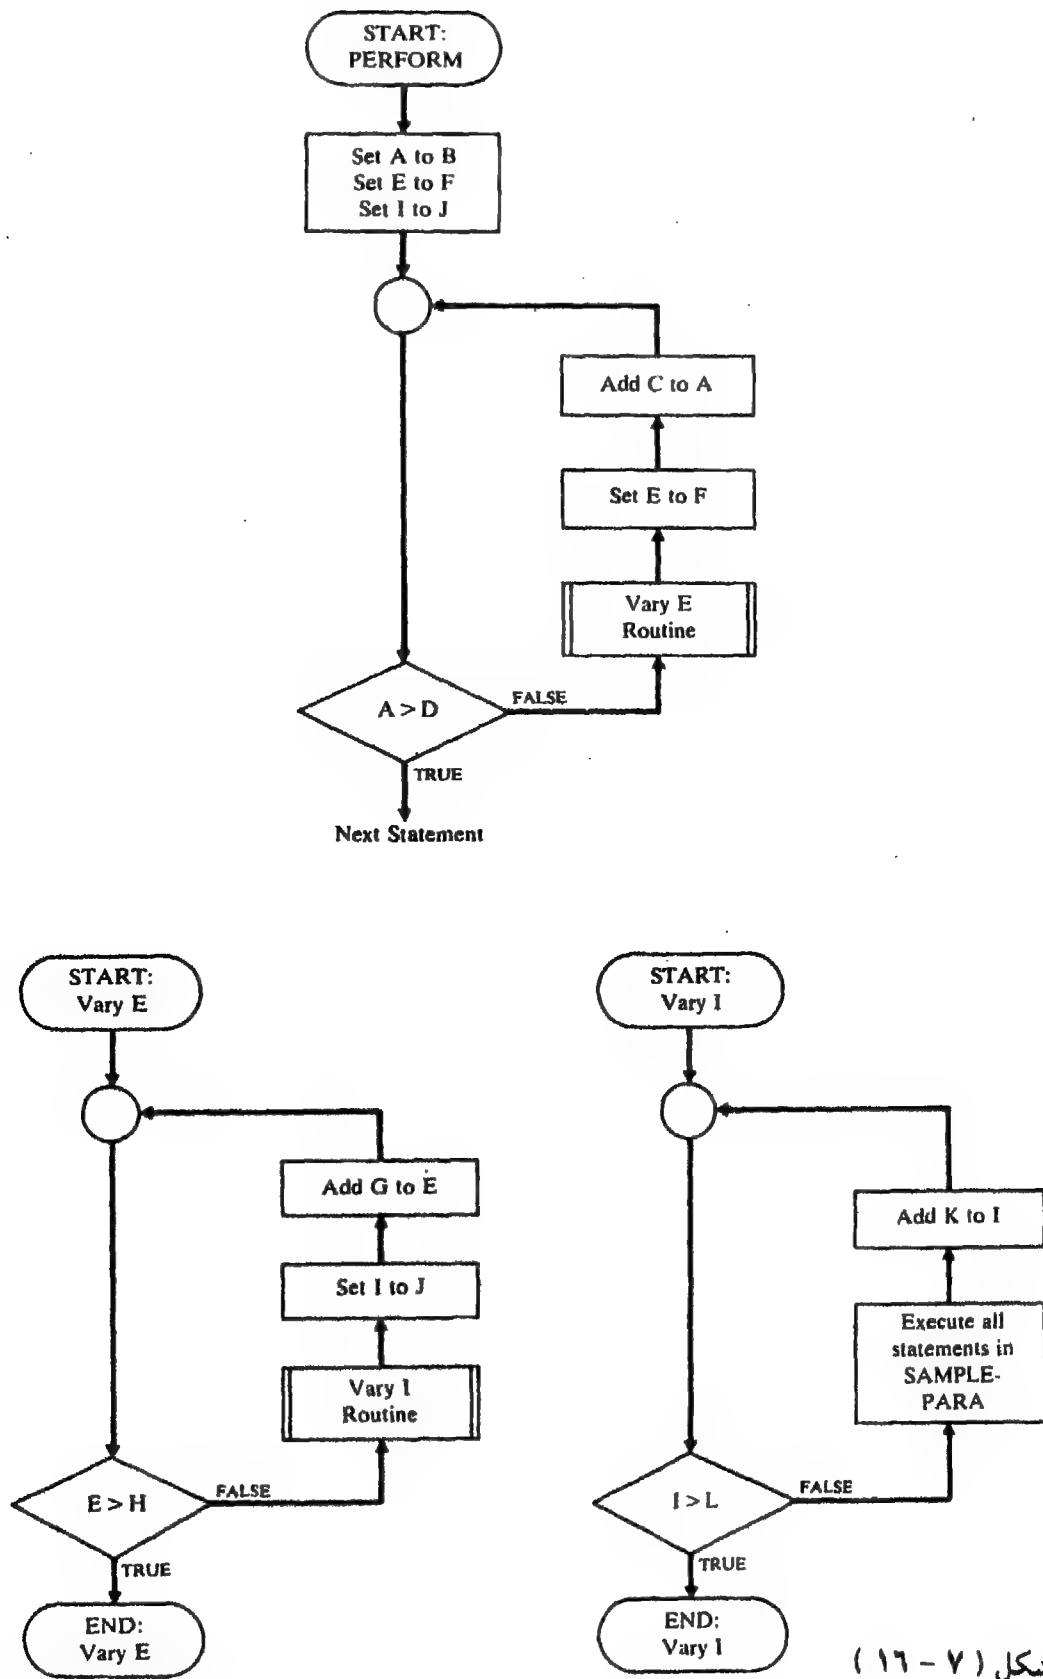 START:
PERFORM
Set A to B
Set E to F
Set I to J
Add C to A
Set E to F
Vary E
Routine
A > D
FALSE
TRUE
Next Statement
START:
Vary E
Add G to E
Set I to J
Vary I
Routine
E > H
FALSE
TRUE
END:
Vary E
START:
Vary I
Add K to I
Execute all
statements in
SAMPLE-
PARA
I > L
FALSE
TRUE
END:
Vary I
(٧ - ١٦)